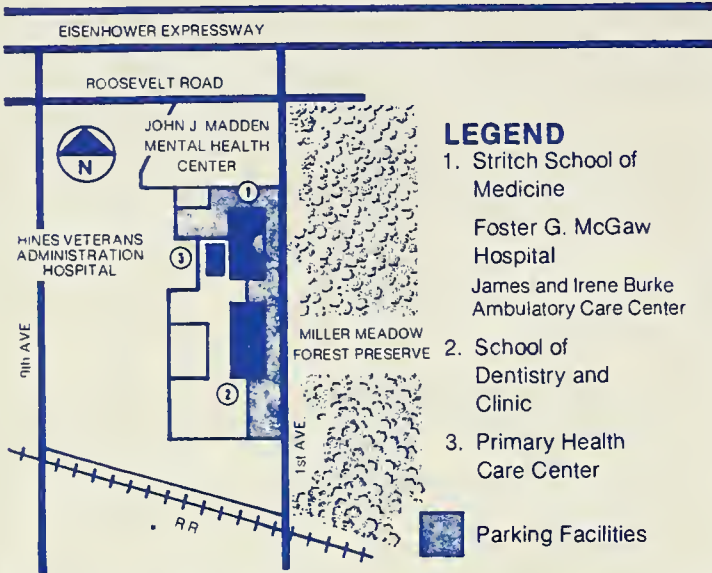 EISENHOWER EXPRESSWAY
ROOSEVELT ROAD
JOHN J. MADDEN
MENTAL HEALTH
CENTER
N
1
HINES VETERANS
ADMINISTRATION
HOSPITAL
3
9th AVE
MILLER MEADOW
FOREST PRESERVE
2
1st AVE
RR
LEGEND
1. Stritch School of
Medicine
Foster G. McGaw
Hospital
James and Irene Burke
Ambulatory Care Center
2. School of
Dentistry and
Clinic
3. Primary Health
Care Center
Parking Facilities